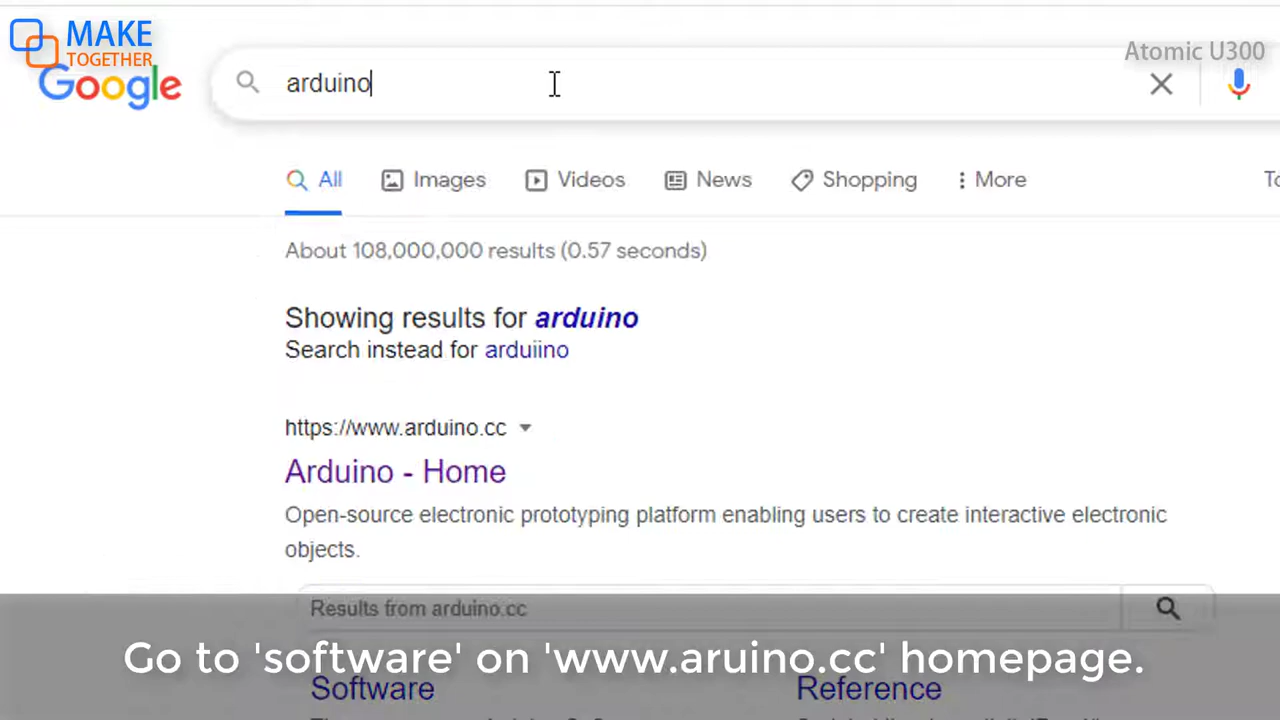 MAKE
TOGETHER
Atomic U300
Google
arduino
All Images Videos News Shopping More
About 108,000,000 results (0.57 seconds)
Showing results for arduino
Search instead for arduiino
https://www.arduino.cc
Arduino - Home
Open-source electronic prototyping platform enabling users to create interactive electronic
objects.
Results from arduino.cc
Go to 'software' on 'www.aruino.cc' homepage.
Software Reference